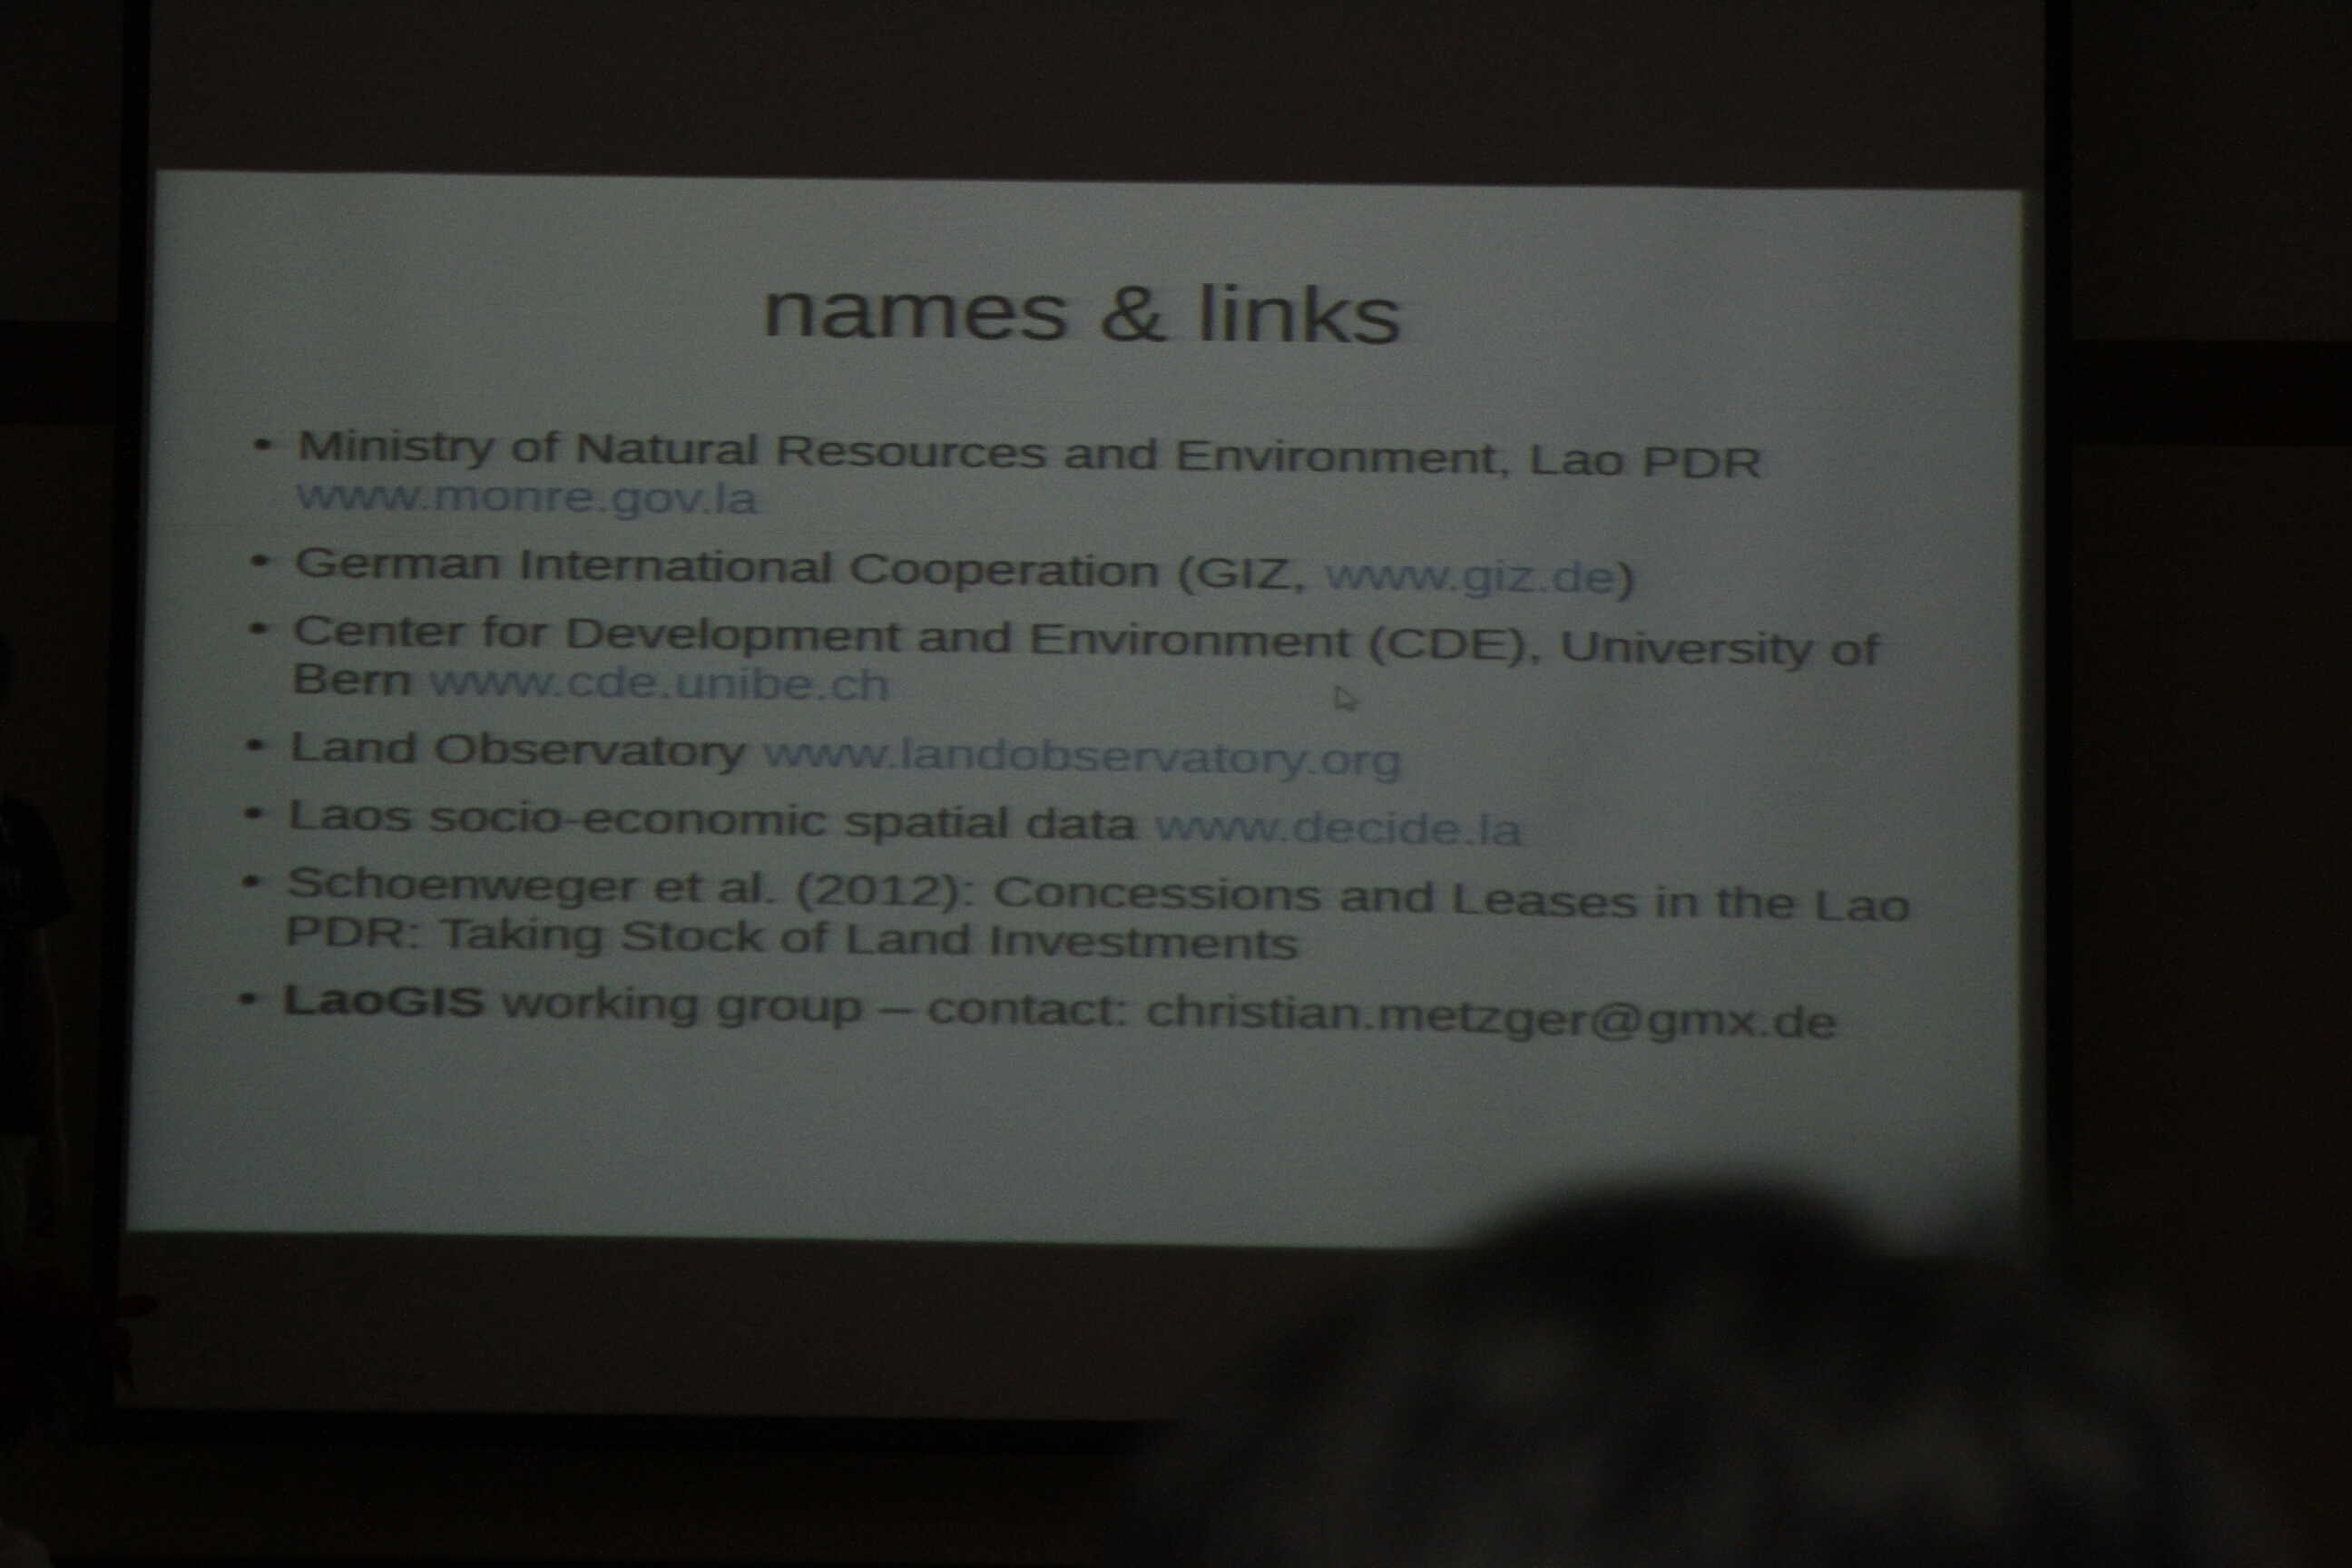 names & links
• Ministry of Natural Resources and Environment, Lao PDR
www.monre.gov.la
• German International Cooperation (GIZ, www.giz.de)
• Center for Development and Environment (CDE), University of
Bern www.cde.unibe.ch
• Land Observatory www.landobservatory.org
• Laos socio-economic spatial data www.decide.la
• Schoenweger et al. (2012): Concessions and Leases in the Lao
PDR: Taking Stock of Land Investments
• LaoGIS working group – contact: christian.metzger@gmx.de